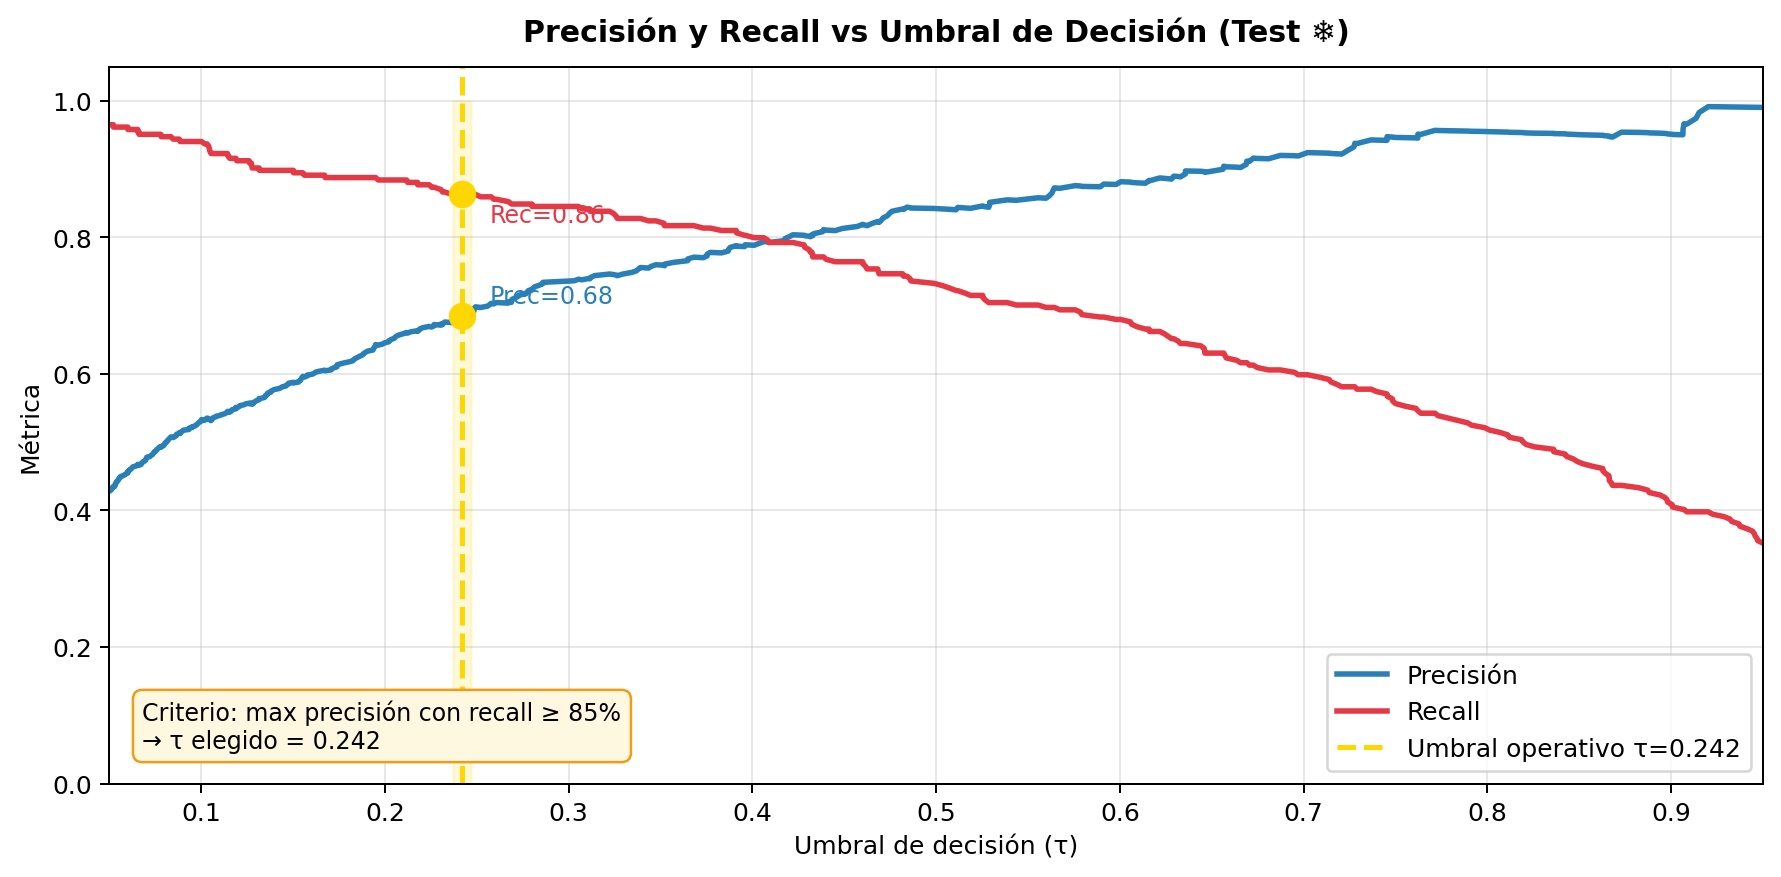 Precisión y Recall vs Umbral de Decisión (Test ❄)
Métrica
1.0
0.8
0.6
0.4
0.2
0.0
Rec=0.86
Prec=0.68
Criterio: max precisión con recall ≥ 85%
→ τ elegido = 0.242
Precisión
Recall
Umbral operativo τ=0.242
0.1 0.2 0.3 0.4 0.5 0.6 0.7 0.8 0.9
Umbral de decisión (τ)